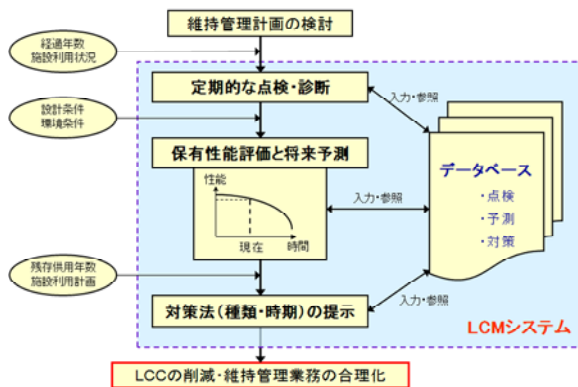 維持管理計画の検討
経過年数
施設利用状況
定期的な点検・診断
入力・参照
設計条件
環境条件
保有性能評価と将来予測
性能
現在
時間
入力・参照
データベース
・点検
・予測
・対策
残存供用年数
施設利用計画
対策法(種類・時期)の提示
入力・参照
LCMシステム
LCCの削減・維持管理業務の合理化